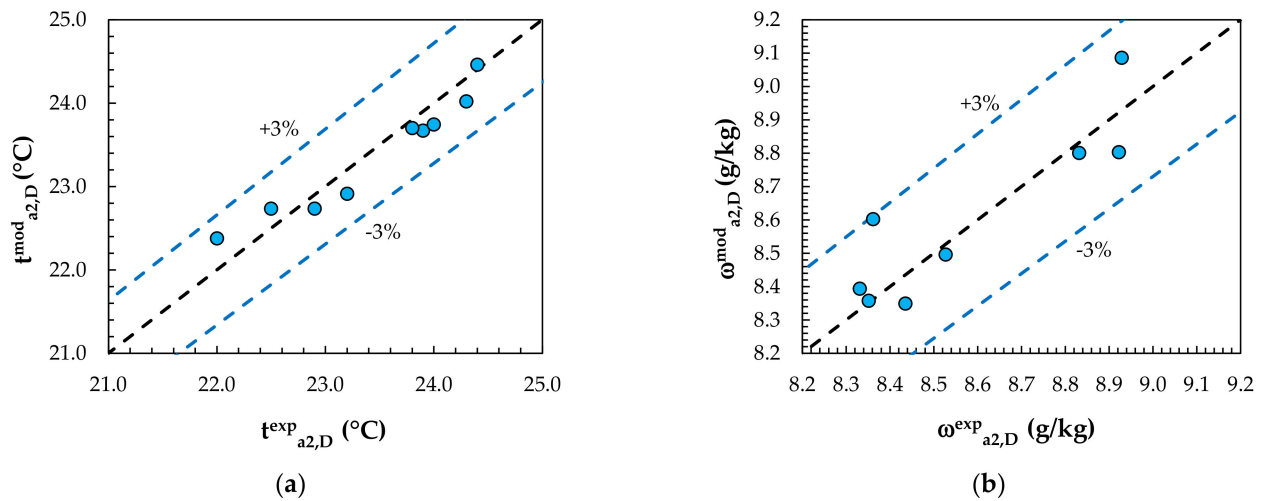 25.0
24.0
23.0
22.0
21.0
21.0 22.0 23.0 24.0 25.0
+3%
-3%
t^mod_a2,D (°C)
t^exp_a2,D (°C)
(a)
9.2
9.1
9.0
8.9
8.8
8.7
8.6
8.5
8.4
8.3
8.2
8.2 8.3 8.4 8.5 8.6 8.7 8.8 8.9 9.0 9.1 9.2
+3%
-3%
ω^mod_a2,D (g/kg)
ω^exp_a2,D (g/kg)
(b)